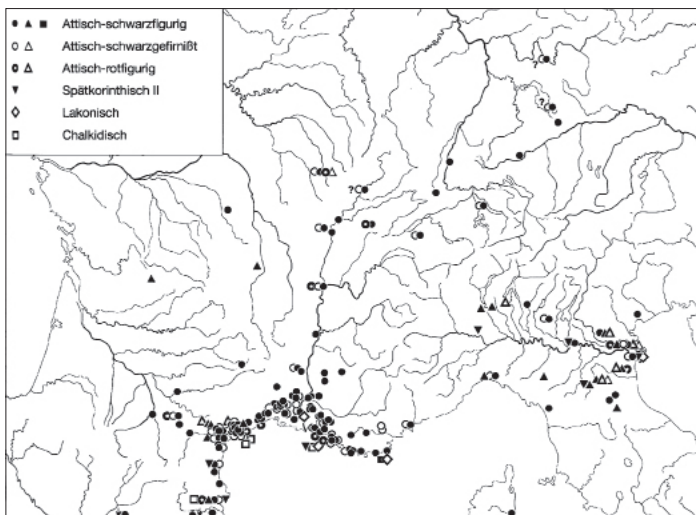 Attisch-schwarzfigurig
Attisch-schwarzgefirnißt
Attisch-rotfigurig
Spätkorinthisch II
Lakonisch
Chalkidisch
?
?
?